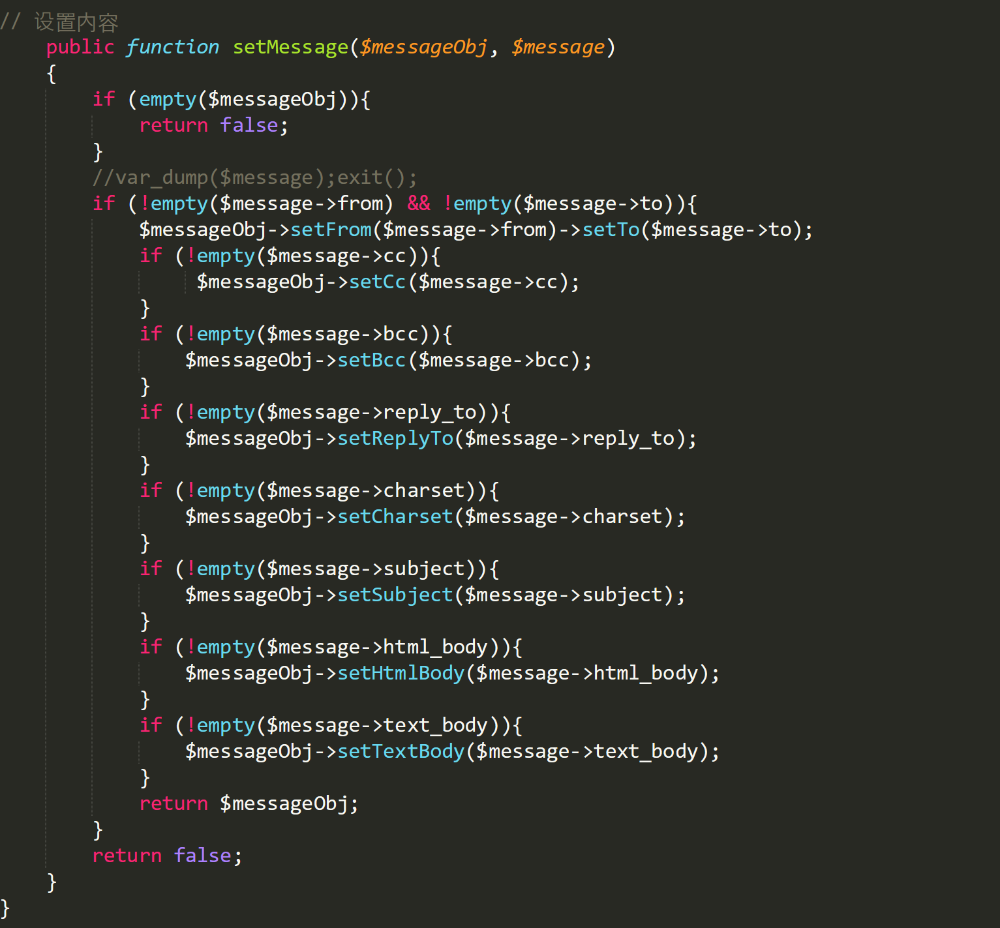 // 设置内容
public function setMessage($messageObj, $message)
{
if (empty($messageObj)){
return false;
}
//var_dump($message);exit();
if (!empty($message->from) && !empty($message->to)){
$messageObj->setFrom($message->from)->setTo($message->to);
if (!empty($message->cc)){
$messageObj->setCc($message->cc);
}
if (!empty($message->bcc)){
$messageObj->setBcc($message->bcc);
}
if (!empty($message->reply_to)){
$messageObj->setReplyTo($message->reply_to);
}
if (!empty($message->charset)){
$messageObj->setCharset($message->charset);
}
if (!empty($message->subject)){
$messageObj->setSubject($message->subject);
}
if (!empty($message->html_body)){
$messageObj->setHtmlBody($message->html_body);
}
if (!empty($message->text_body)){
$messageObj->setTextBody($message->text_body);
}
return $messageObj;
}
return false;
}
}